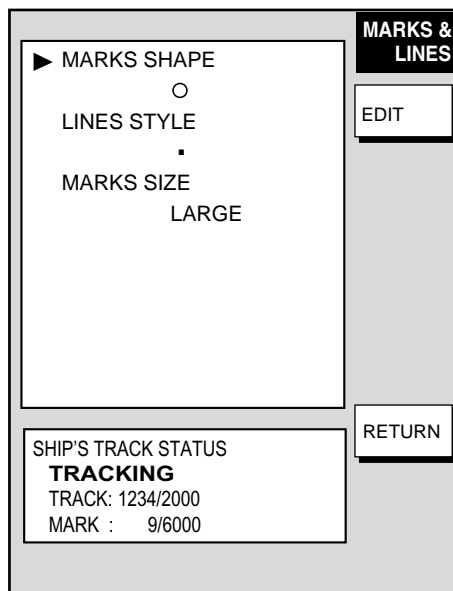 MARKS &
LINES
▶ MARKS SHAPE
○
LINES STYLE
.
MARKS SIZE
LARGE
EDIT
RETURN
SHIP'S TRACK STATUS
TRACKING
TRACK: 1234/2000
MARK : 9/6000